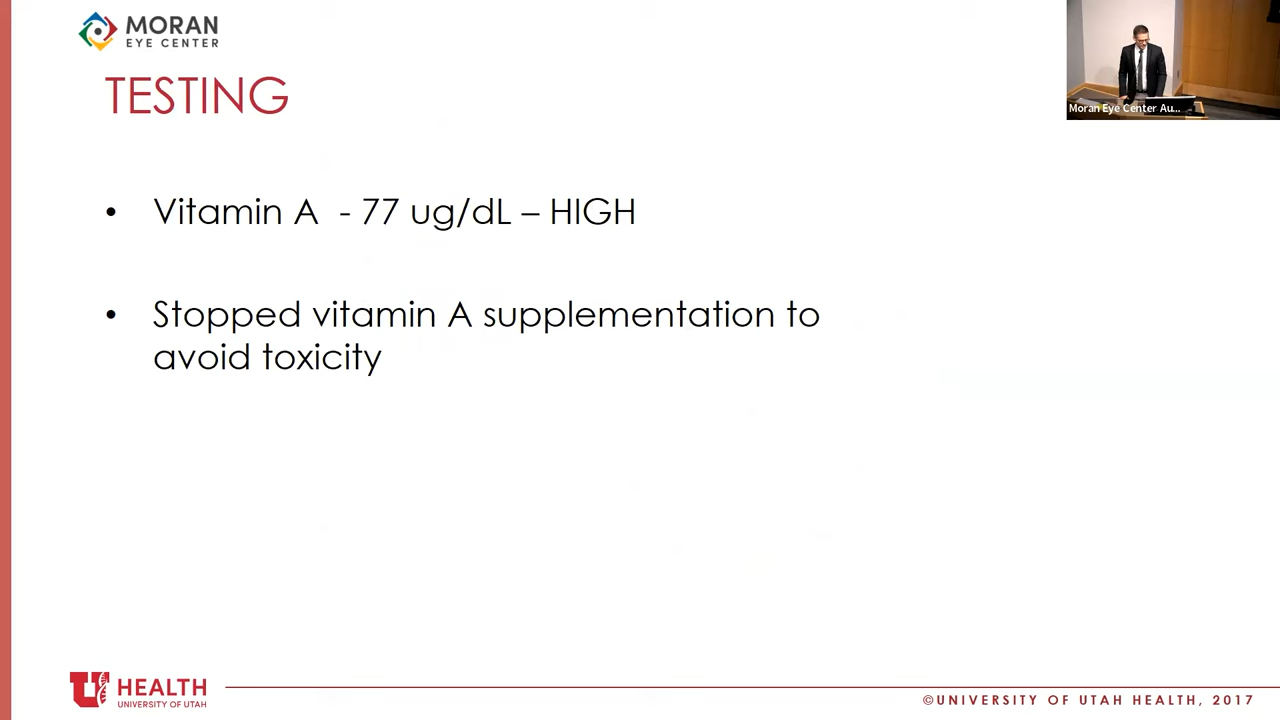 MORAN
EYE CENTER
Moran Eye Center Au...
TESTING
• Vitamin A - 77 ug/dL – HIGH
• Stopped vitamin A supplementation to
avoid toxicity
U HEALTH
UNIVERSITY OF UTAH
©UNIVERSITY OF UTAH HEALTH, 2017